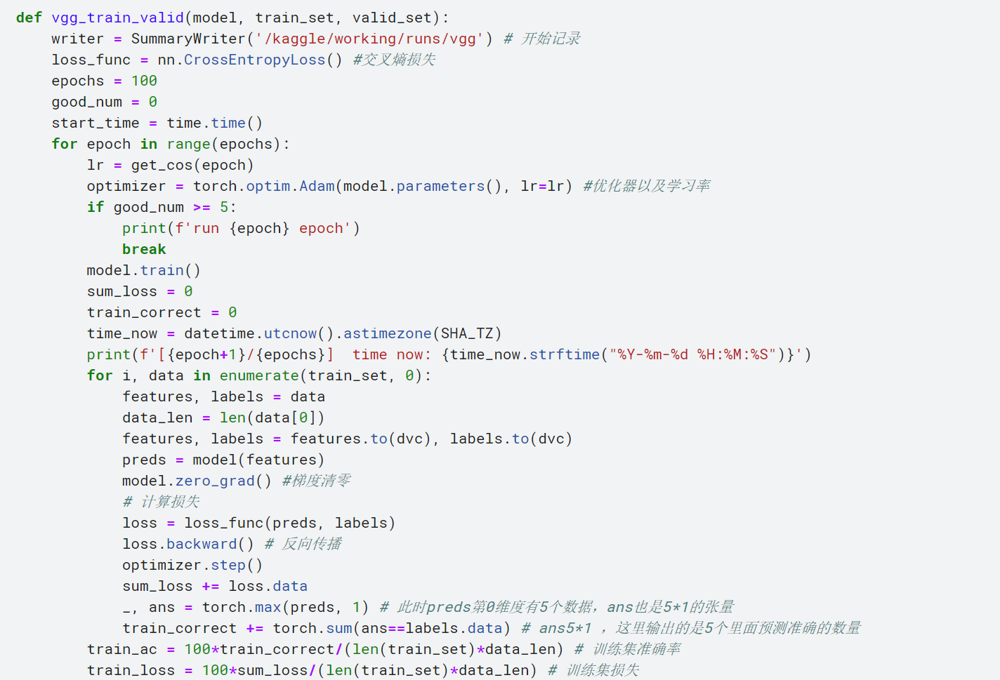 def vgg_train_valid(model, train_set, valid_set):
    writer = SummaryWriter('/kaggle/working/runs/vgg') # 开始记录
    loss_func = nn.CrossEntropyLoss() #交叉熵损失
    epochs = 100
    good_num = 0
    start_time = time.time()
    for epoch in range(epochs):
        lr = get_cos(epoch)
        optimizer = torch.optim.Adam(model.parameters(), lr=lr) #优化器以及学习率
        if good_num >= 5:
            print(f'run {epoch} epoch')
            break
        model.train()
        sum_loss = 0
        train_correct = 0
        time_now = datetime.utcnow().astimezone(SHA_TZ)
        print(f'[{epoch+1}/{epochs}]  time now: {time_now.strftime("%Y-%m-%d %H:%M:%S")}')
        for i, data in enumerate(train_set, 0):
            features, labels = data
            data_len = len(data[0])
            features, labels = features.to(dvc), labels.to(dvc)
            preds = model(features)
            model.zero_grad() #梯度清零
            # 计算损失
            loss = loss_func(preds, labels)
            loss.backward() # 反向传播
            optimizer.step()
            sum_loss += loss.data
            _, ans = torch.max(preds, 1) # 此时preds第0维度有5个数据，ans也是5*1的张量
            train_correct += torch.sum(ans==labels.data) # ans5*1 ，这里输出的是5个里面预测准确的数量
        train_ac = 100*train_correct/(len(train_set)*data_len) # 训练集准确率
        train_loss = 100*sum_loss/(len(train_set)*data_len) # 训练集损失